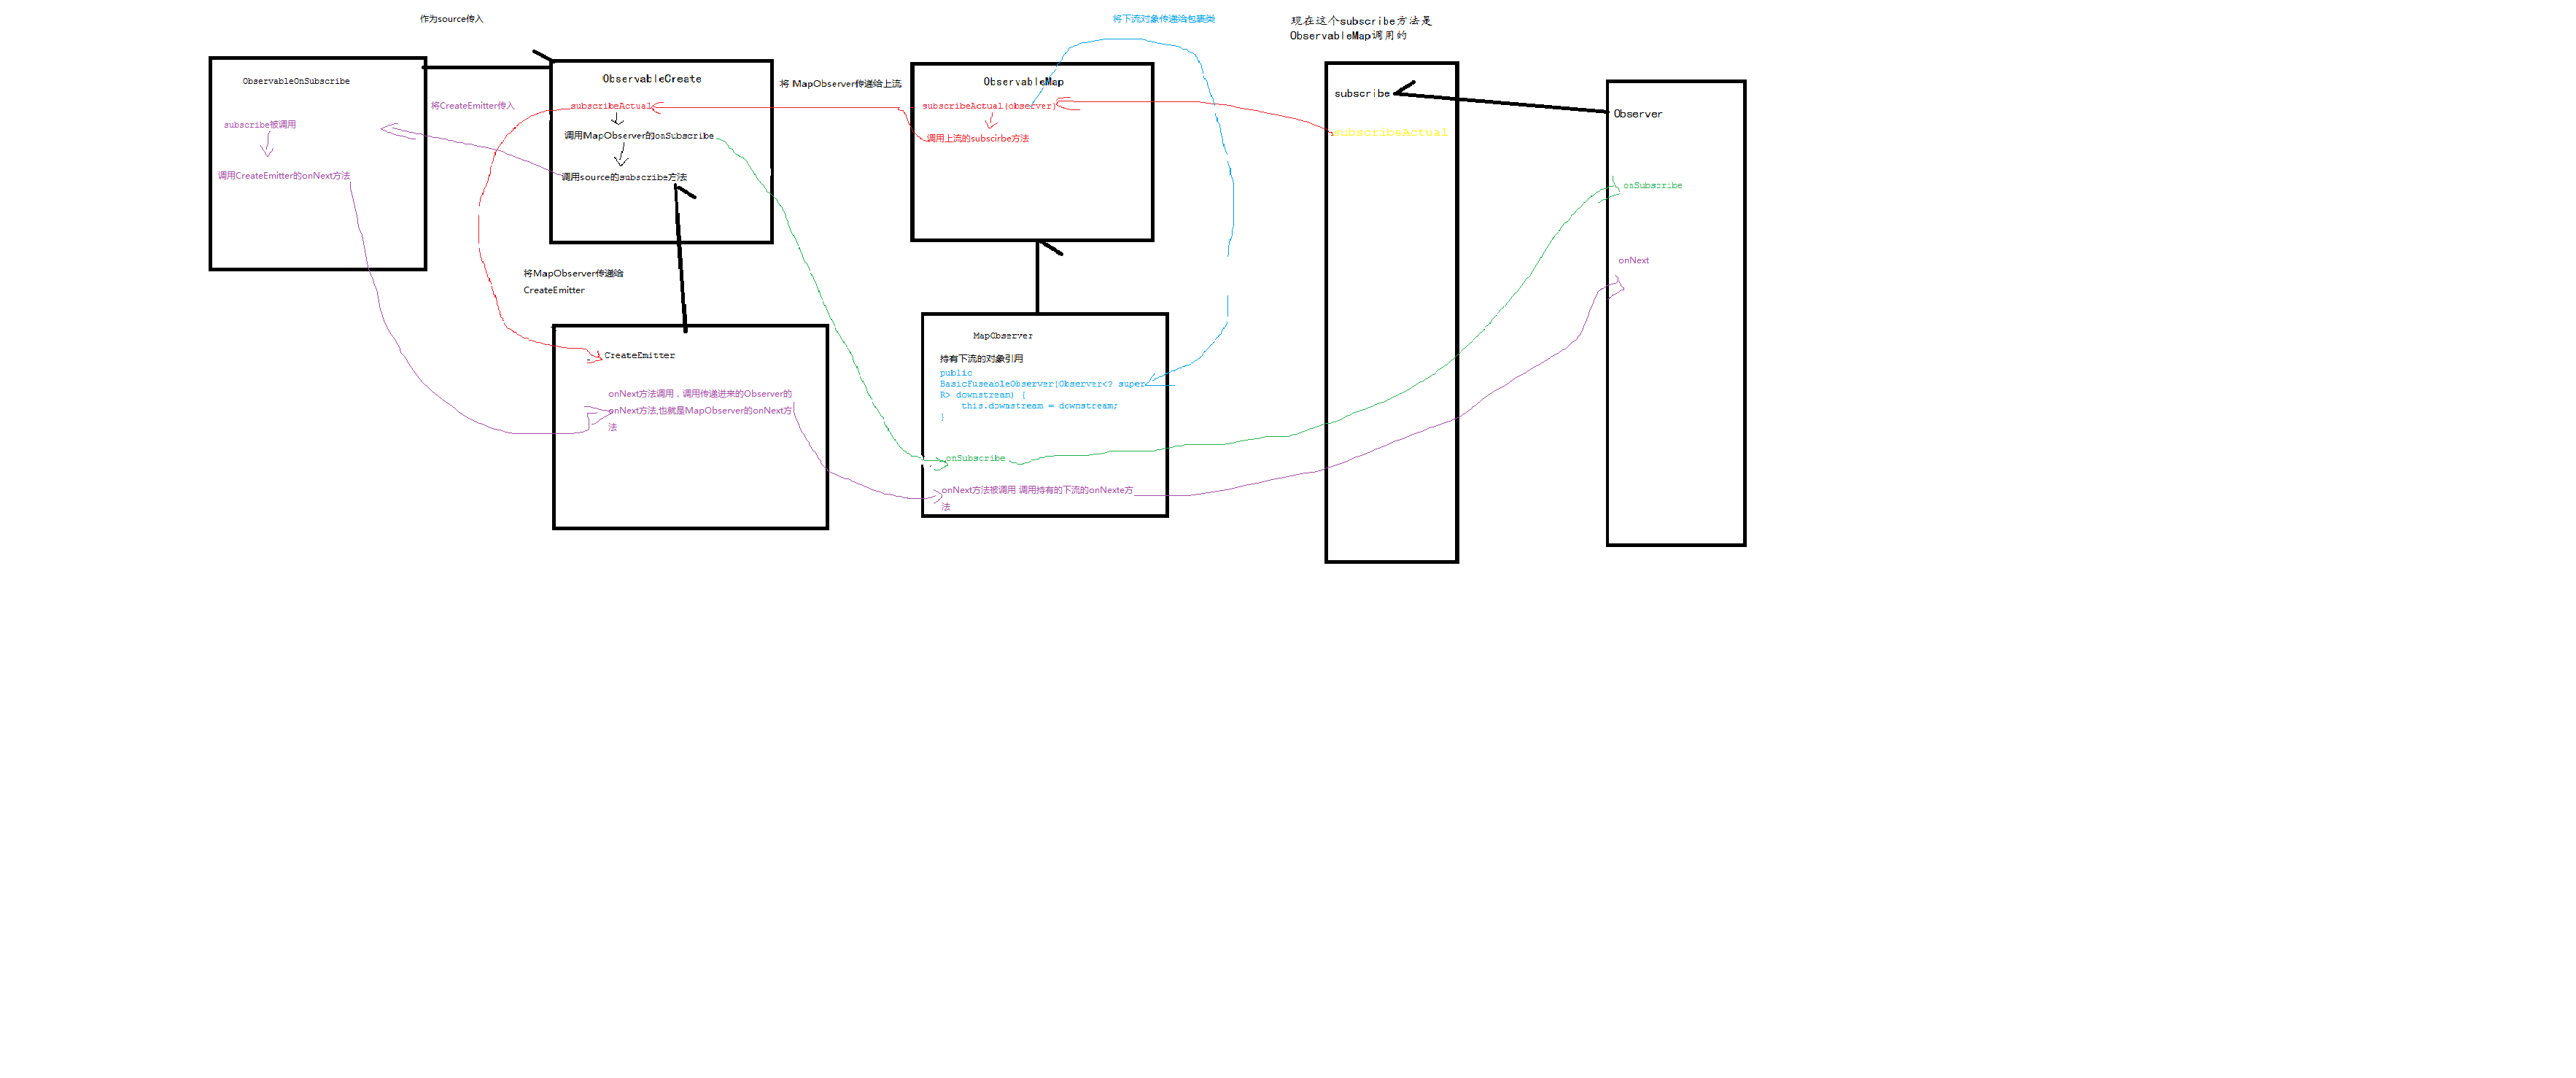 作为source传入
ObservableOnSubscribe
subscribe被调用
调用CreateEmitter的onNext方法
将CreateEmitter传入
ObservableCreate
subscribeActual
调用MapObserver的onSubscribe
调用source的subscribe方法
将MapObserver传递给
CreateEmitter
CreateEmitter
onNext方法调用，调用传递进来的Observer的
onNext方法,也就是MapObserver的onNext方
法
将 MapObserver传递给上流
ObservableMap
subscribeActual(observer)
调用上流的subscirbe方法
将下流对象传递给包裹类
MapObserver
持有下流的对象引用
public
BasicFuseableObserver(Observer<? super
R> downstream) {
this.downstream = downstream;
}
onSubscribe
onNext方法被调用 调用持有的下流的onNexte方
法
现在这个subscribe方法是
ObservableMap调用的
subscribe
subscribeActual
Observer
onSubscribe
onNext